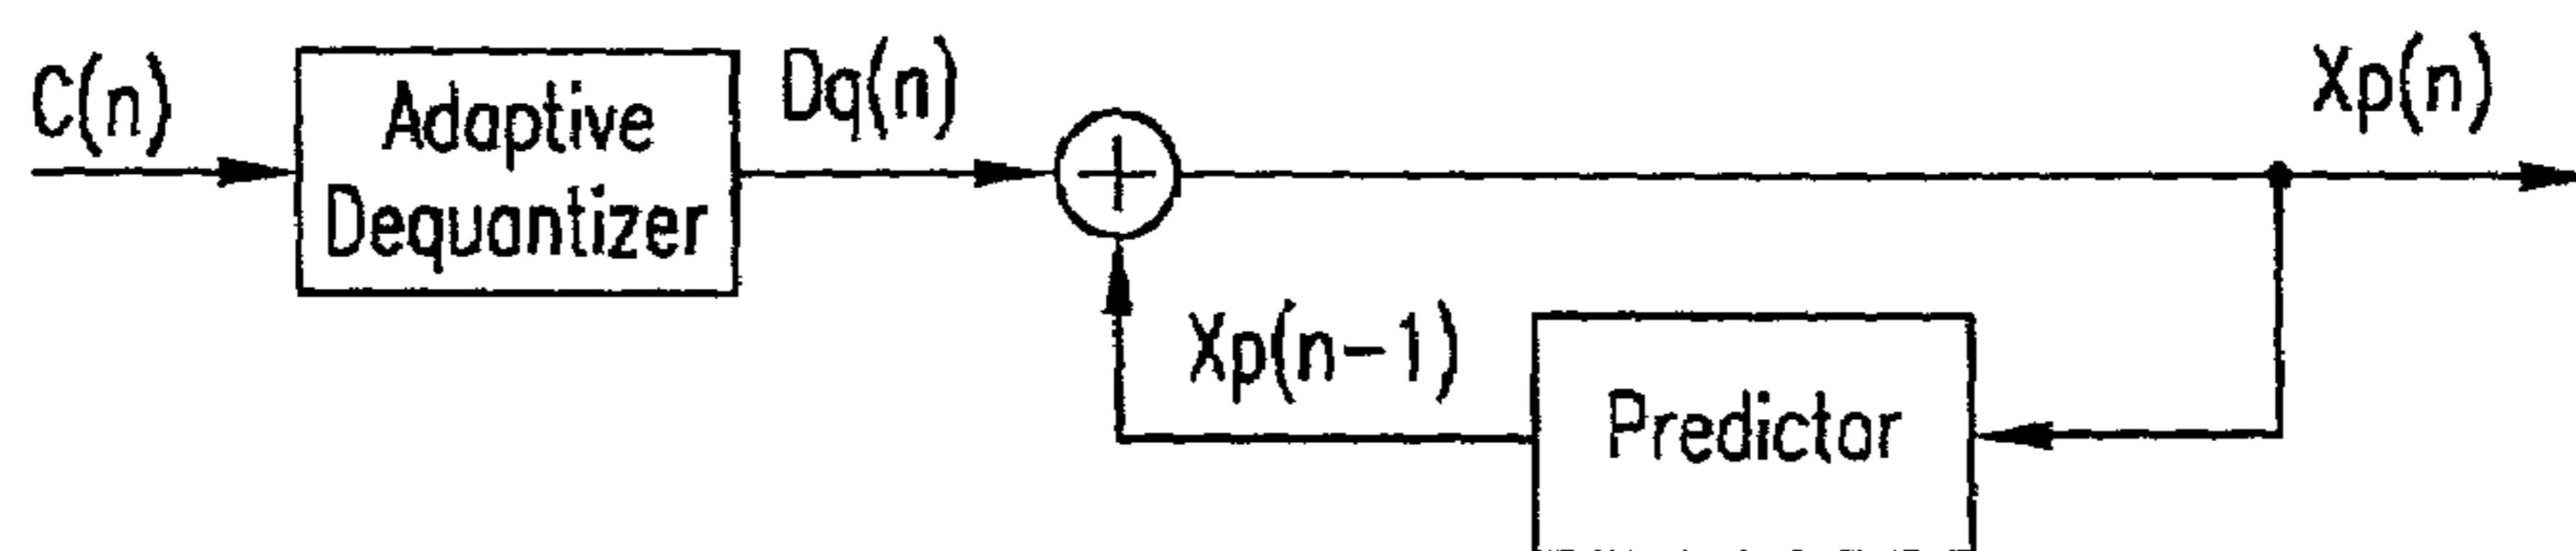 C(n)
Adaptive
Dequantizer
Dq(n)
Xp(n)
Xp(n-1)
Predictor